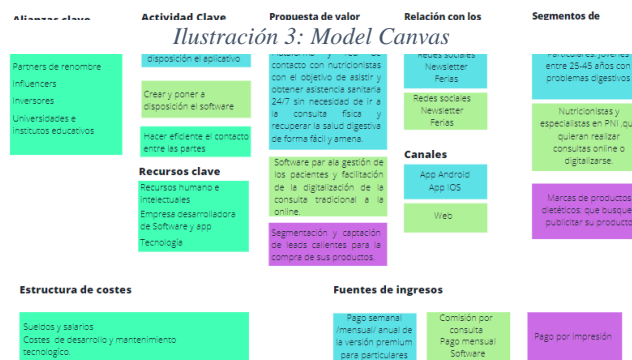 Alianzas clave
Actividad Clave
Propuesta de valor
Relación con los
Segmentos de
Ilustración 3: Model Canvas
Partners de renombre
Influencers
Inversores
Universidades e
institutos educativos
disposición el aplicativo
Crear y poner a
disposición el software
Hacer eficiente el contacto
entre las partes
Recursos clave
Recursos humano e
intelectuales
Empresa desarrolladora
de Software y app
Tecnología
contacto con nutricionistas
con el objetivo de asistir y
obtener asistencia sanitaria
24/7 sin necesidad de ir a
la consulta física y
recuperar la salud digestiva
de forma fácil y amena.
Software par ala gestión de
los pacientes y facilitación
de la digitalización de la
consulta tradicional a la
online.
Segmentación y captación
de leads calientes para la
compra de sus productos.
Redes sociales
Newsletter
Ferias
Redes sociales
Newsletter
Ferias
Canales
App Android
App IOS
Web
Particulares: jóvenes
entre 25-45 años con
problemas digestivos
Nutricionistas y
especialistas en PNI ,que
quieran realizar
consultas online o
digitalizarse.
Marcas de productos
dietéticos: que busque
publicitar su producto
Estructura de costes
Sueldos y salarios
Costes de desarrollo y mantenimiento
tecnologico.
Fuentes de ingresos
Pago semanal
/mensual/ anual de
la versión premium
para particulares
Comisión por
consulta
Pago mensual
Software
Pago por impresión